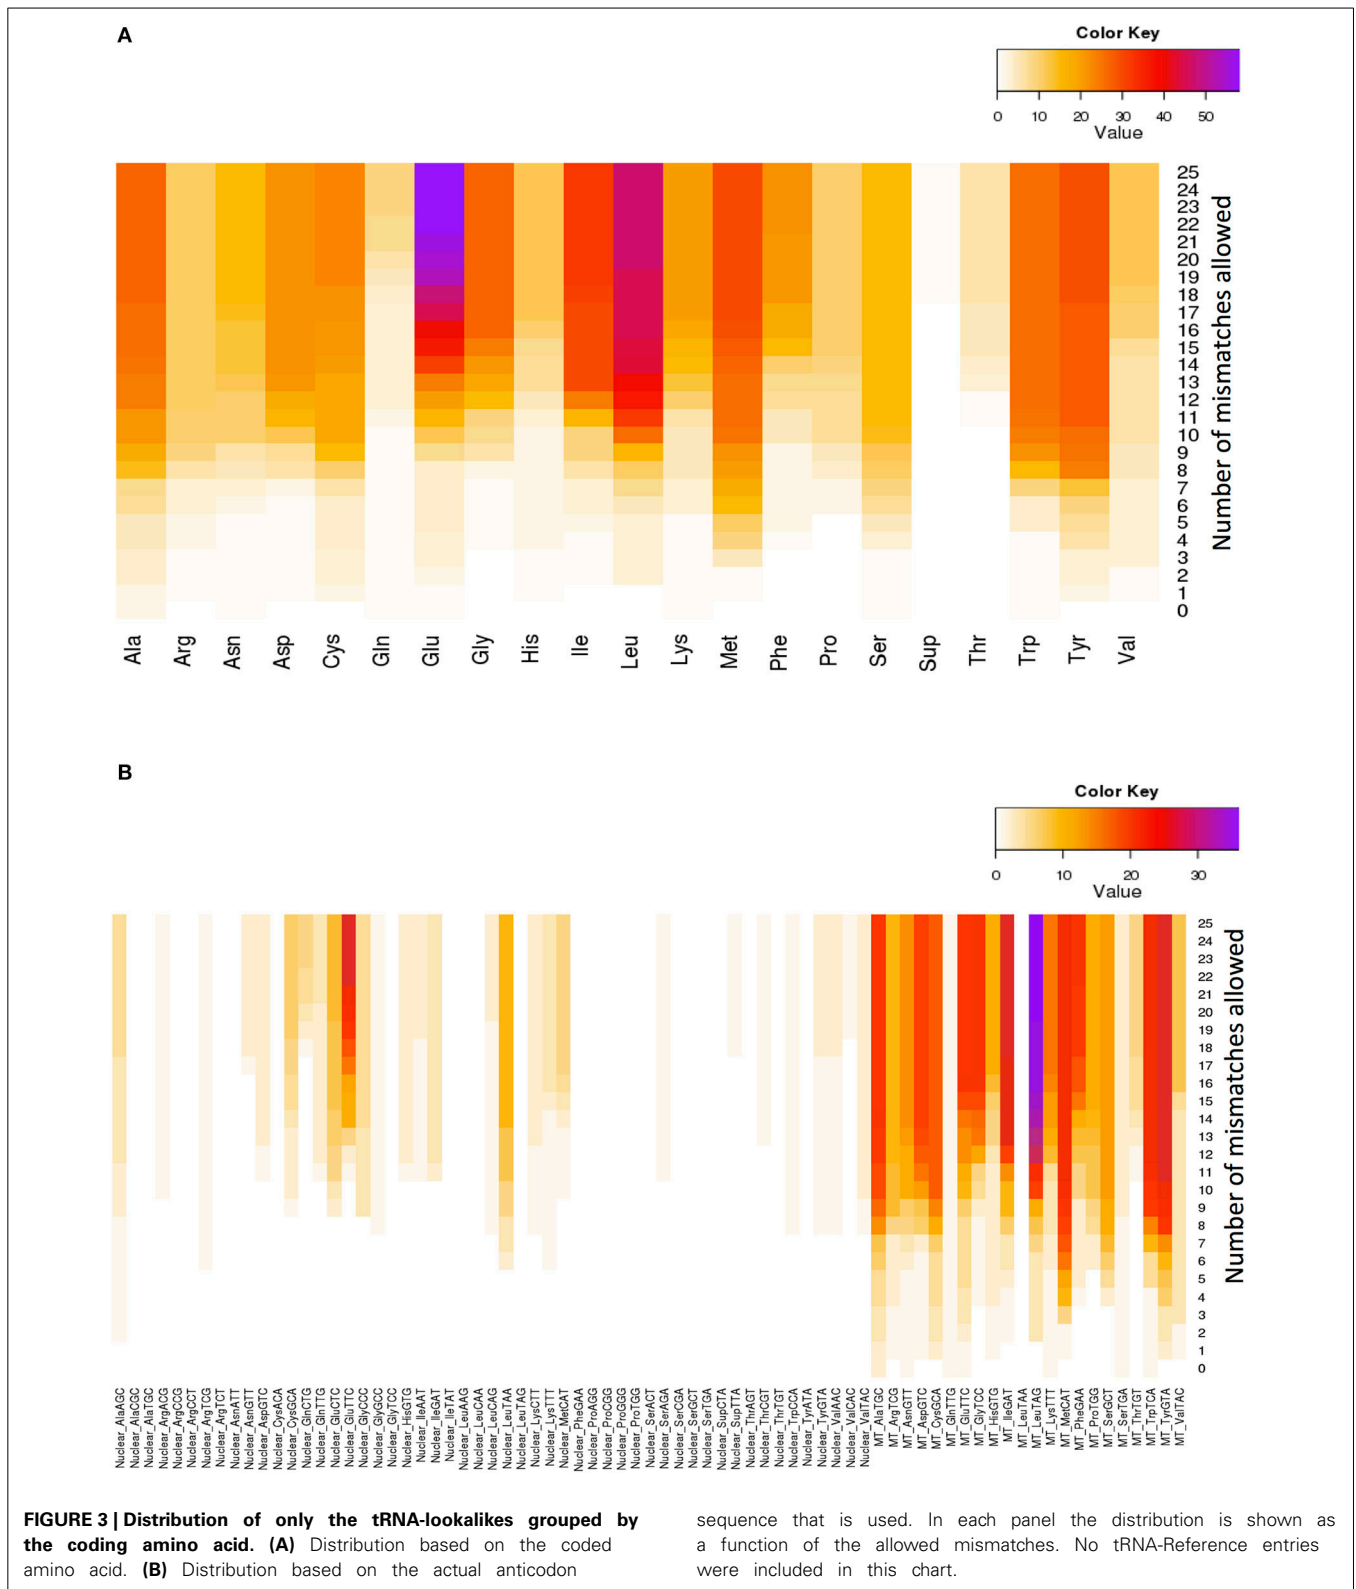 A
Color Key
0 10 20 30 40 50
Value
25
24
23
22
21
20
19
18
17
16
15
14
13
12
11
10
9
8
7
6
5
4
3
2
1
0
Number of mismatches allowed
Ala
Arg
Asn
Asp
Cys
Gln
Glu
Gly
His
Ile
Leu
Lys
Met
Phe
Pro
Ser
Sup
Thr
Trp
Tyr
Val
B
Color Key
0 10 20 30
Value
25
24
23
22
21
20
19
18
17
16
15
14
13
12
11
10
9
8
7
6
5
4
3
2
1
0
Number of mismatches allowed
Nuclear_AlaAGC
Nuclear_AlaCGC
Nuclear_AlaTGC
Nuclear_ArgACG
Nuclear_ArgCCG
Nuclear_ArgCCT
Nuclear_ArgTCG
Nuclear_ArgTCT
Nuclear_AsnATT
Nuclear_AsnGTT
Nuclear_AspGTC
Nuclear_CysACA
Nuclear_CysGCA
Nuclear_GlnCTG
Nuclear_GlnTTG
Nuclear_GluCTC
Nuclear_GluTTC
Nuclear_GlyCCC
Nuclear_GlyGCC
Nuclear_GlyTCC
Nuclear_HisGTG
Nuclear_IleAAT
Nuclear_IleGAT
Nuclear_IleTAT
Nuclear_LeuAAG
Nuclear_LeuCAA
Nuclear_LeuCAG
Nuclear_LeuTAA
Nuclear_LeuTAG
Nuclear_LysCTT
Nuclear_LysTTT
Nuclear_MetCAT
Nuclear_PheGAA
Nuclear_ProAGG
Nuclear_ProCGG
Nuclear_ProGGG
Nuclear_ProTGG
Nuclear_SerACT
Nuclear_SerAGA
Nuclear_SerCGA
Nuclear_SerGCT
Nuclear_SerTGA
Nuclear_SupCTA
Nuclear_SupTTA
Nuclear_ThrAGT
Nuclear_ThrCGT
Nuclear_ThrTGT
Nuclear_TrpCCA
Nuclear_TyrATA
Nuclear_TyrGTA
Nuclear_ValAAC
Nuclear_ValCAC
Nuclear_ValTAC
MT_AlaTGC
MT_ArgTCG
MT_AsnGTT
MT_AspGTC
MT_CysGCA
MT_GlnTTG
MT_GluTTC
MT_GlyTCC
MT_HisGTG
MT_IleGAT
MT_LeuTAA
MT_LeuTAG
MT_LysTTT
MT_MetCAT
MT_PheGAA
MT_ProTGG
MT_SerGCT
MT_SerTGA
MT_ThrTGT
MT_TrpTCA
MT_TyrGTA
MT_ValTAC
FIGURE 3 | Distribution of only the tRNA-lookalikes grouped by
the coding amino acid. (A) Distribution based on the coded
amino acid. (B) Distribution based on the actual anticodon
sequence that is used. In each panel the distribution is shown as
a function of the allowed mismatches. No tRNA-Reference entries
were included in this chart.